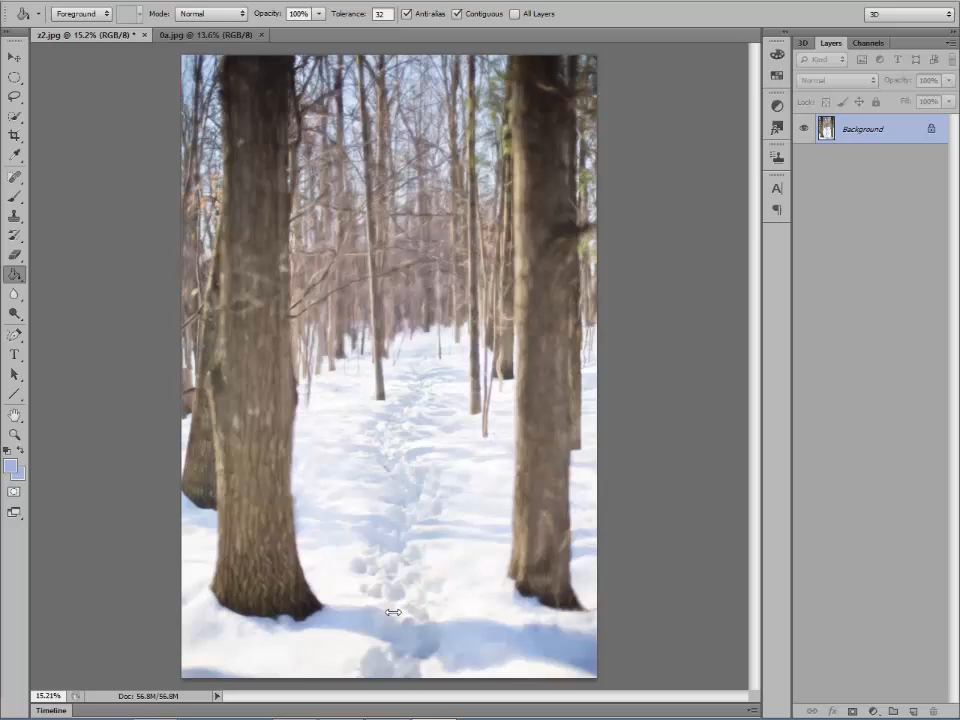 Foreground Mode: Normal Opacity: 100% Tolerance: 32 Anti-alias Contiguous All Layers 3D
z2.jpg @ 15.2% (RGB/8) * × 0a.jpg @ 13.6% (RGB/8) ×
3D Layers Channels
Kind
Normal Opacity: 100%
Lock: Fill: 100%
Background
15.21% Doc: 56.8M/56.8M
Timeline